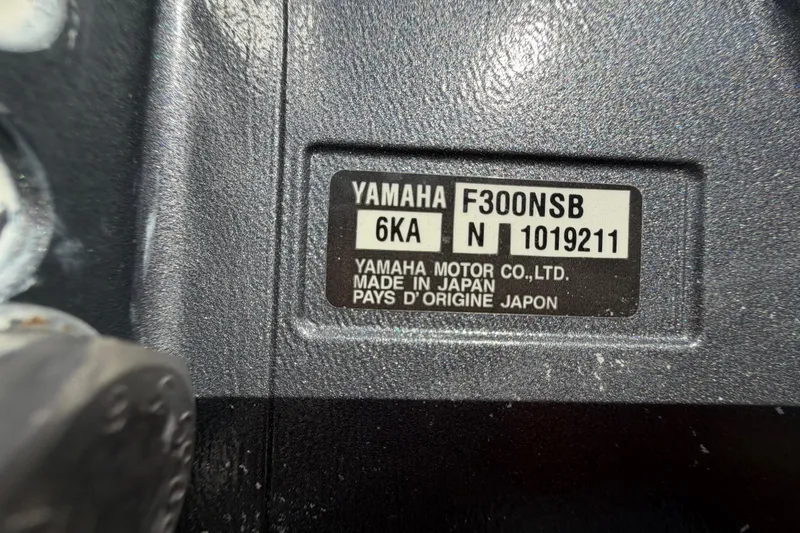 YAMAHA F300NSB
6KA N 1019211
YAMAHA MOTOR CO.,LTD.
MADE IN JAPAN
PAYS D'ORIGINE JAPON